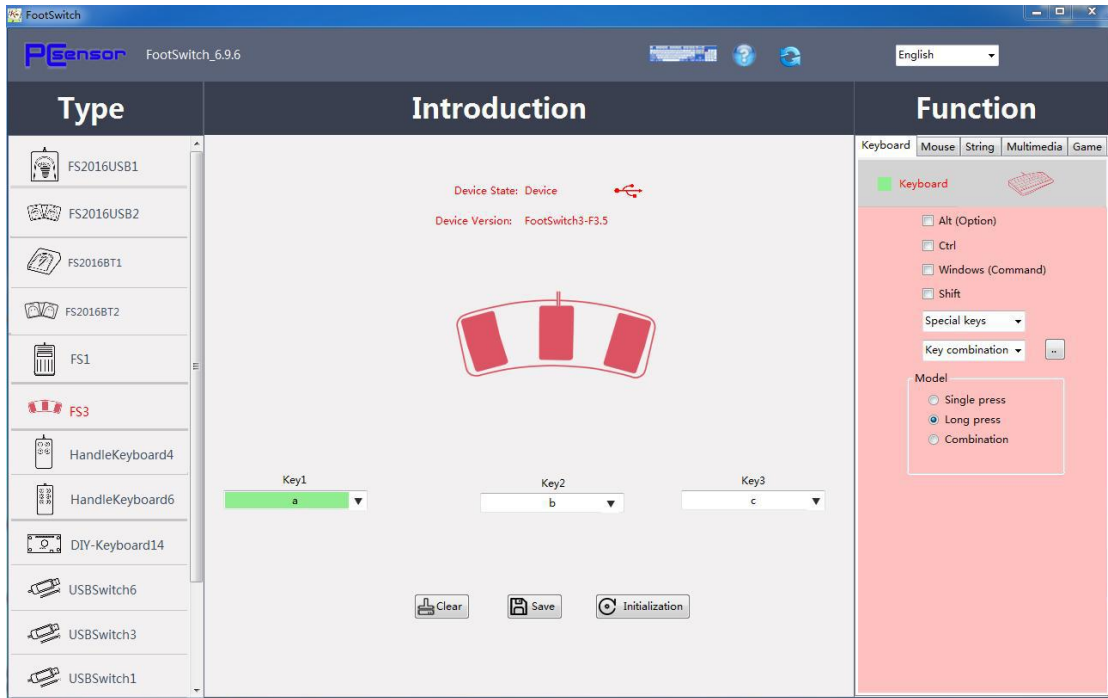 FootSwitch
PCsensor
FootSwitch_6.9.6
English
Type
Introduction
Function
FS2016USB1
FS2016USB2
FS2016BT1
FS2016BT2
FS1
FS3
HandleKeyboard4
HandleKeyboard6
DIY-Keyboard14
USBSwitch6
USBSwitch3
USBSwitch1
Device State: Device
Device Version: FootSwitch3-F3.5
Key1
a
Key2
b
Key3
c
Clear
Save
Initialization
Keyboard Mouse String Multimedia Game
Keyboard
Alt (Option)
Ctrl
Windows (Command)
Shift
Special keys
Key combination ..
Model
Single press
Long press
Combination